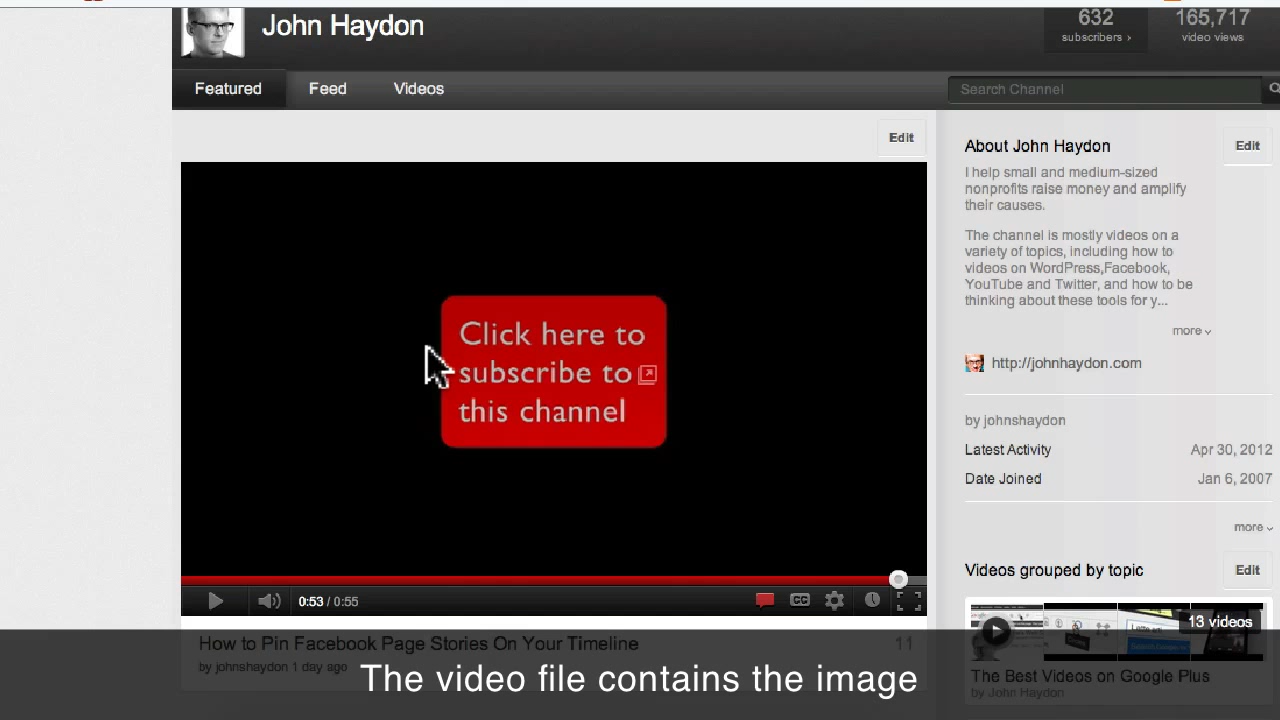 John Haydon
632
subscribers ›
165,717
video views
Featured
Feed
Videos
Search Channel
Edit
Click here to
subscribe to
this channel
0:53 / 0:55
CC
How to Pin Facebook Page Stories On Your Timeline
11
by johnshaydon 1 day ago
About John Haydon
Edit
I help small and medium-sized
nonprofits raise money and amplify
their causes.
The channel is mostly videos on a
variety of topics, including how to
videos on WordPress,Facebook,
YouTube and Twitter, and how to be
thinking about these tools for y...
more
http://johnhaydon.com
by johnshaydon
Latest Activity Apr 30, 2012
Date Joined Jan 6, 2007
more
Videos grouped by topic
Edit
13 videos
The Best Videos on Google Plus
by John Haydon
The video file contains the image